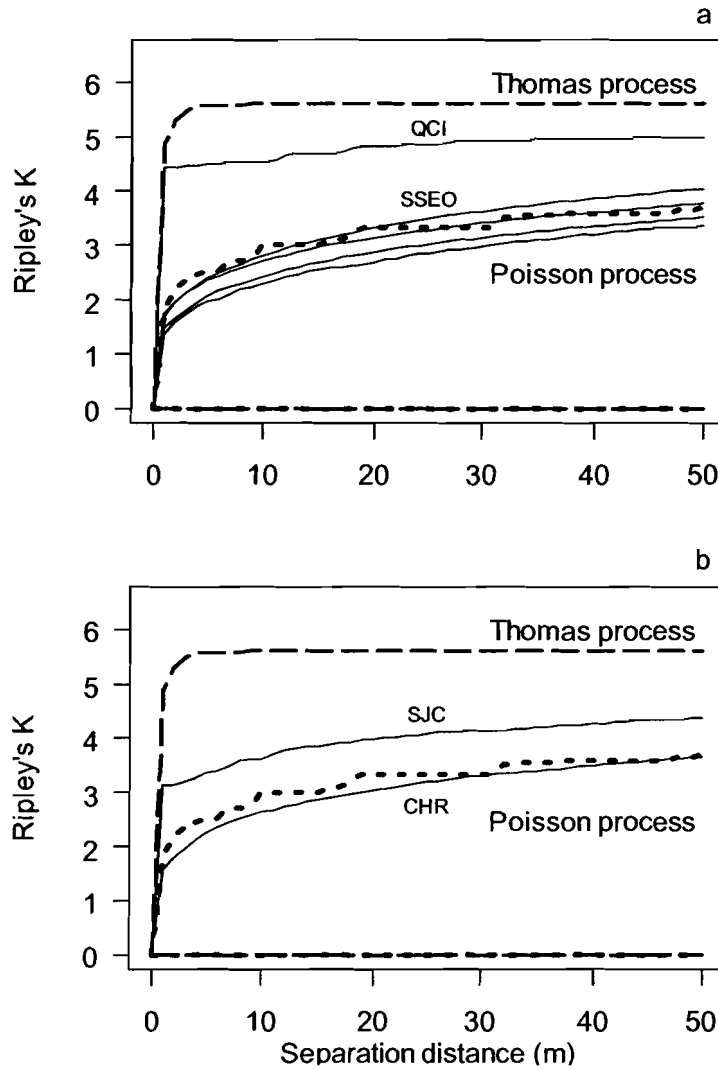 a
6
5
4
3
2
1
0
Ripley's K
Thomas process
QCI
SSEO
Poisson process
0 10 20 30 40 50
b
6
5
4
3
2
1
0
Ripley's K
Thomas process
SJC
CHR
Poisson process
0 10 20 30 40 50
Separation distance (m)